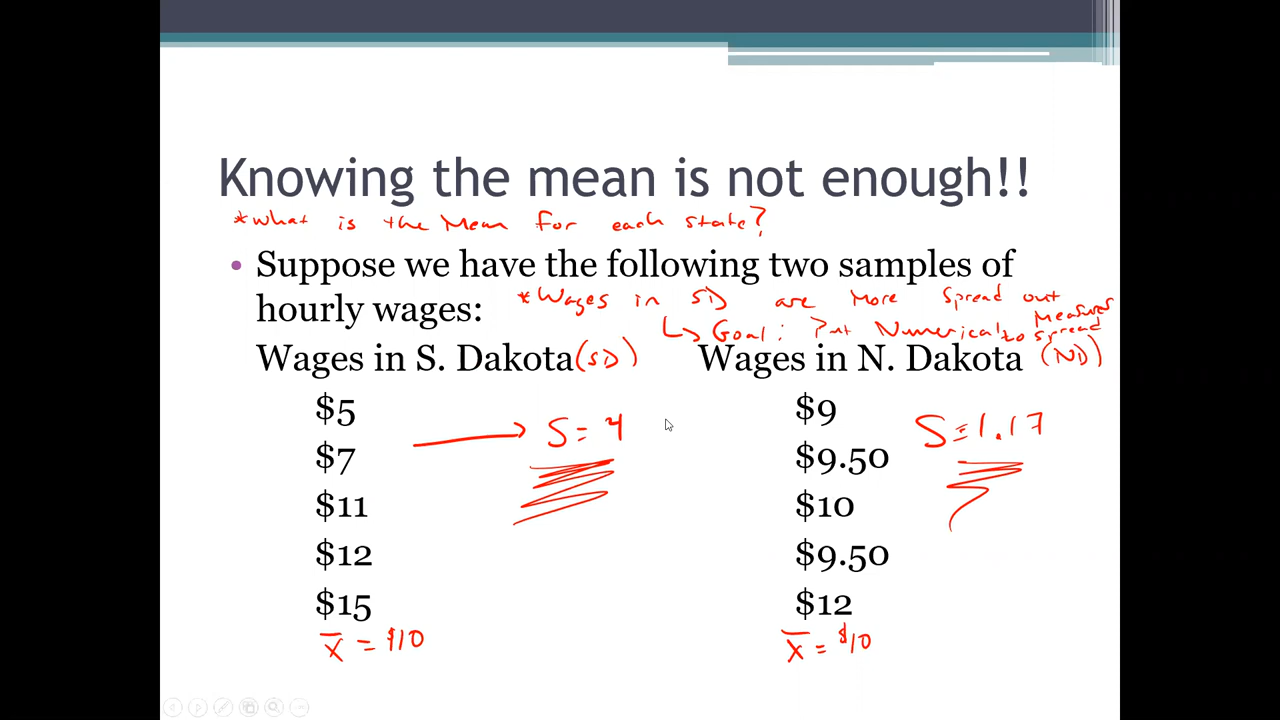 Knowing the mean is not enough!!
*What is the Mean for each state?
• Suppose we have the following two samples of
hourly wages:
*Wages in SD are More Spread out
↳ Goal: Put Numerical Measures to spread
Wages in S. Dakota (SD)
Wages in N. Dakota (ND)
$5
$7
$11
$12
$15
x̄ = $10
S = 4
$9
$9.50
$10
$9.50
$12
x̄ = $10
S = 1.17